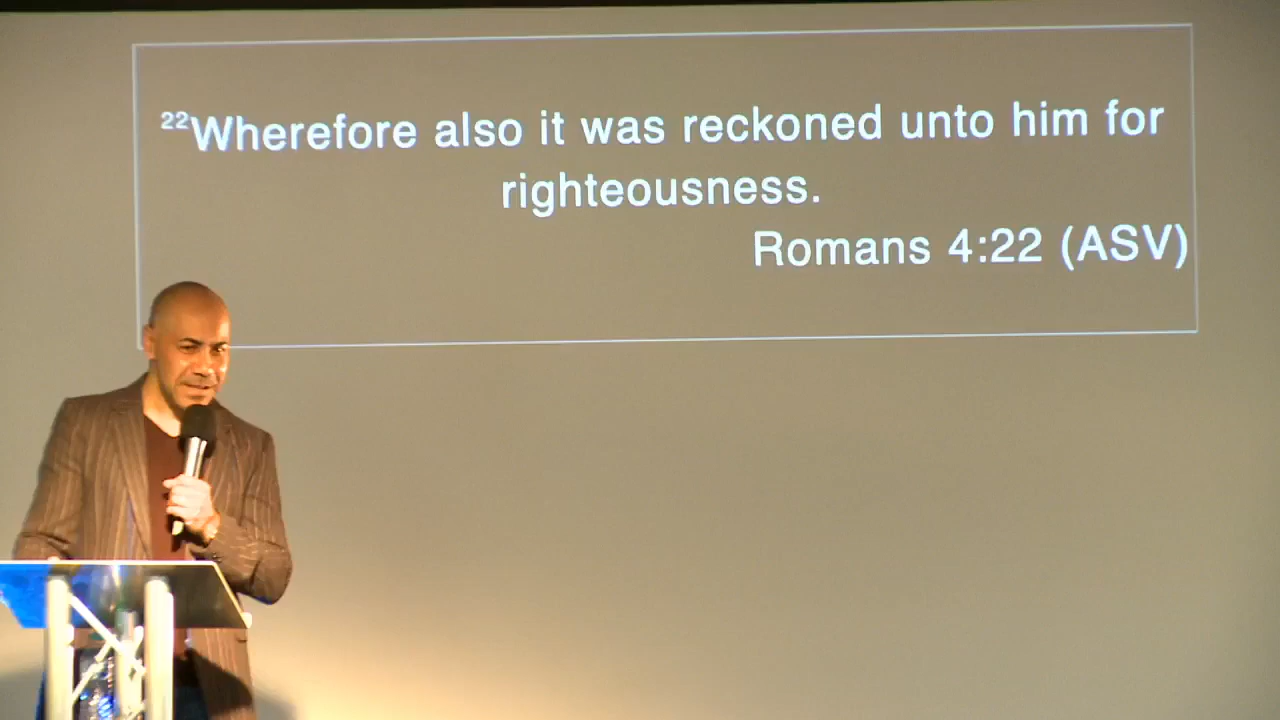 ²²Wherefore also it was reckoned unto him for
righteousness.
Romans 4:22 (ASV)